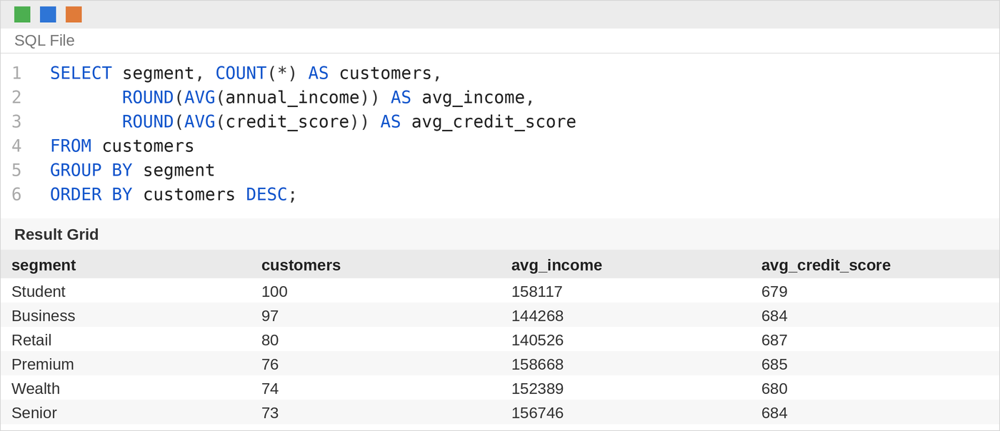 SQL File
1 SELECT segment, COUNT(*) AS customers,
2 ROUND(AVG(annual_income)) AS avg_income,
3 ROUND(AVG(credit_score)) AS avg_credit_score
4 FROM customers
5 GROUP BY segment
6 ORDER BY customers DESC;
Result Grid
segment customers avg_income avg_credit_score
Student 100 158117 679
Business 97 144268 684
Retail 80 140526 687
Premium 76 158668 685
Wealth 74 152389 680
Senior 73 156746 684